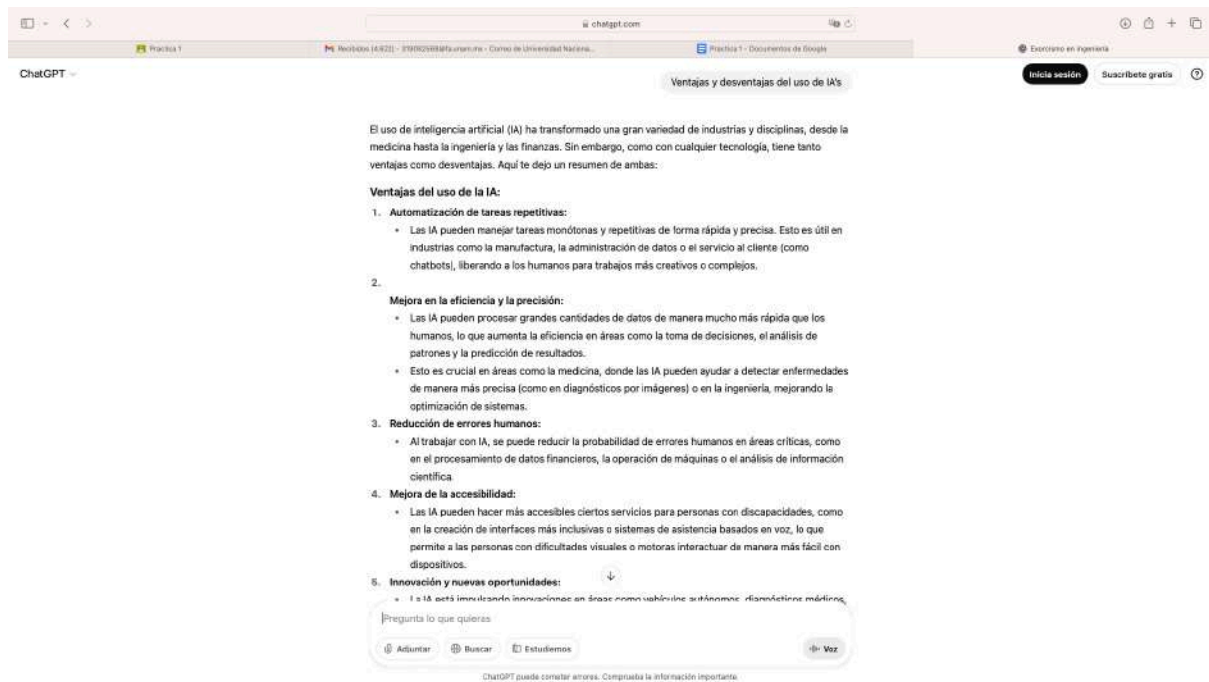 chatgpt.com
Practica 1
Practica 1 - Documentos de Google
Exorcismo en ingeniería
ChatGPT
Inicia sesión
Suscríbete gratis
Ventajas y desventajas del uso de IA's
El uso de inteligencia artificial (IA) ha transformado una gran variedad de industrias y disciplinas, desde la
medicina hasta la ingeniería y las finanzas. Sin embargo, como con cualquier tecnología, tiene tanto
ventajas como desventajas. Aquí te dejo un resumen de ambas:
Ventajas del uso de la IA:
1. Automatización de tareas repetitivas:
• Las IA pueden manejar tareas monótonas y repetitivas de forma rápida y precisa. Esto es útil en
industrias como la manufactura, la administración de datos o el servicio al cliente (como
chatbots), liberando a los humanos para trabajos más creativos o complejos.
2.
Mejora en la eficiencia y la precisión:
• Las IA pueden procesar grandes cantidades de datos de manera mucho más rápida que los
humanos, lo que aumenta la eficiencia en áreas como la toma de decisiones, el análisis de
patrones y la predicción de resultados.
• Esto es crucial en áreas como la medicina, donde las IA pueden ayudar a detectar enfermedades
de manera más precisa (como en diagnósticos por imágenes) o en la ingeniería, mejorando la
optimización de sistemas.
3. Reducción de errores humanos:
• Al trabajar con IA, se puede reducir la probabilidad de errores humanos en áreas críticas, como
en el procesamiento de datos financieros, la operación de máquinas o el análisis de información
científica.
4. Mejora de la accesibilidad:
• Las IA pueden hacer más accesibles ciertos servicios para personas con discapacidades, como
en la creación de interfaces más inclusivas o sistemas de asistencia basados en voz, lo que
permite a las personas con dificultades visuales o motoras interactuar de manera más fácil con
dispositivos.
5. Innovación y nuevas oportunidades:
• La IA está impulsando innovaciones en áreas como vehículos autónomos, diagnósticos médicos,
Pregunta lo que quieras
Adjuntar
Buscar
Estudiemos
Voz
ChatGPT puede cometer errores. Comprueba la información importante.